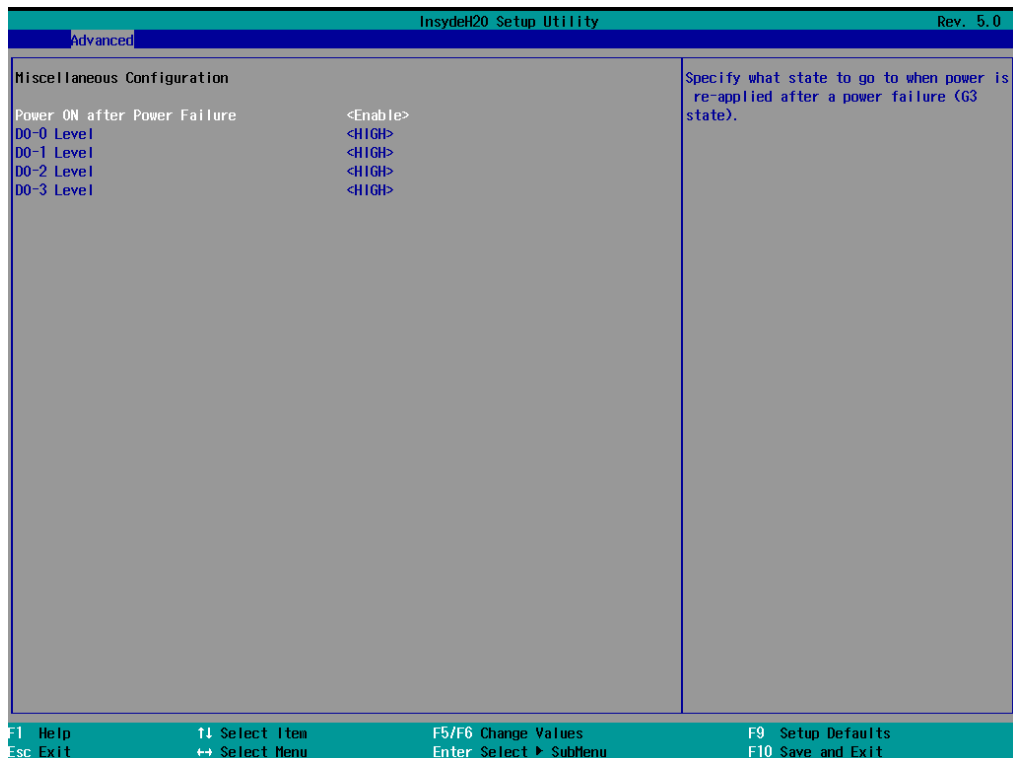 InsydeH20 Setup Utility Rev. 5.0
Advanced
Miscellaneous Configuration
Power ON after Power Failure <Enable>
DO-0 Level <HIGH>
DO-1 Level <HIGH>
DO-2 Level <HIGH>
DO-3 Level <HIGH>
Specify what state to go to when power is
re-applied after a power failure (G3
state).
F1 Help ↑↓ Select Item F5/F6 Change Values F9 Setup Defaults
Esc Exit ↔ Select Menu Enter Select ▶ SubMenu F10 Save and Exit